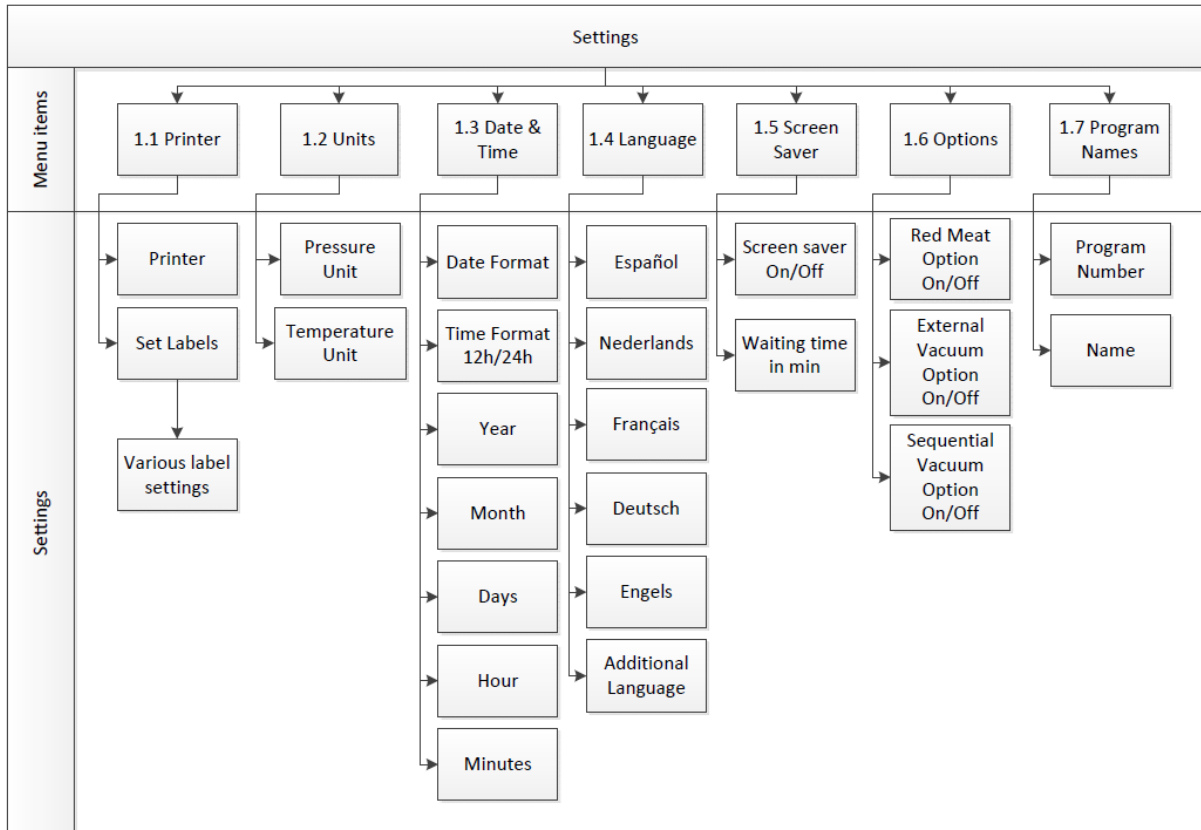 Settings
Menu items
1.1 Printer
1.2 Units
1.3 Date &
Time
1.4 Language
1.5 Screen
Saver
1.6 Options
1.7 Program
Names
Settings
Printer
Set Labels
Various label
settings
Pressure
Unit
Temperature
Unit
Date Format
Time Format
12h/24h
Year
Month
Days
Hour
Minutes
Español
Nederlands
Français
Deutsch
Engels
Additional
Language
Screen saver
On/Off
Waiting time
in min
Red Meat
Option
On/Off
External
Vacuum
Option
On/Off
Sequential
Vacuum
Option
On/Off
Program
Number
Name